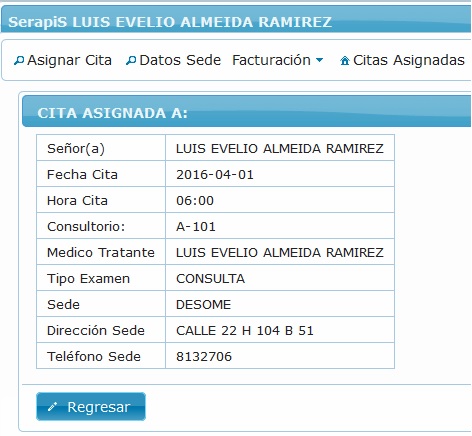 SerapiS LUIS EVELIO ALMEIDA RAMIREZ
Asignar Cita Datos Sede Facturación Citas Asignadas
CITA ASIGNADA A:
Señor(a) LUIS EVELIO ALMEIDA RAMIREZ
Fecha Cita 2016-04-01
Hora Cita 06:00
Consultorio: A-101
Medico Tratante LUIS EVELIO ALMEIDA RAMIREZ
Tipo Examen CONSULTA
Sede DESOME
Dirección Sede CALLE 22 H 104 B 51
Teléfono Sede 8132706
Regresar